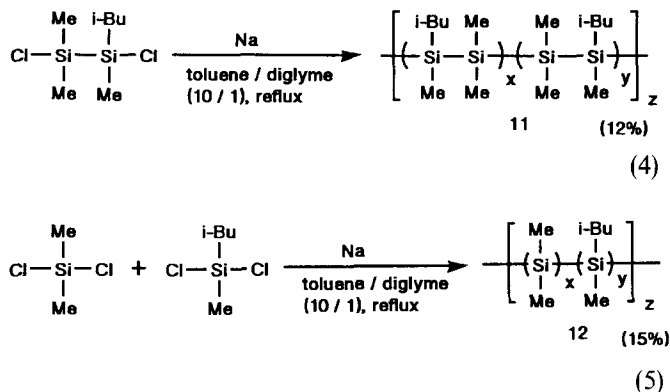 Me i-Bu
Cl—Si—Si—Cl
Me Me
Na
toluene / diglyme
(10 / 1), reflux
i-Bu Me Me i-Bu
Si Si x Si Si y z
Me Me Me Me
11 (12%)
(4)
Me
Cl—Si—Cl
Me
+
i-Bu
Cl—Si—Cl
Me
Na
toluene / diglyme
(10 / 1), reflux
Me i-Bu
Si x Si y z
Me Me
12 (15%)
(5)